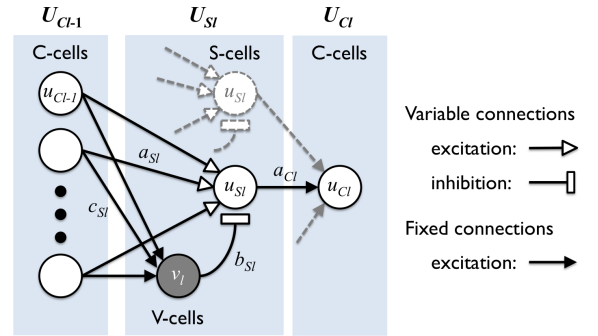 U_Cl-1
U_Sl
U_Cl
C-cells
S-cells
C-cells
u_Cl-1
u_Sl
a_Sl
u_Sl
a_Cl
u_Cl
c_Sl
v_l
b_Sl
V-cells
Variable connections
excitation:
inhibition:
Fixed connections
excitation: